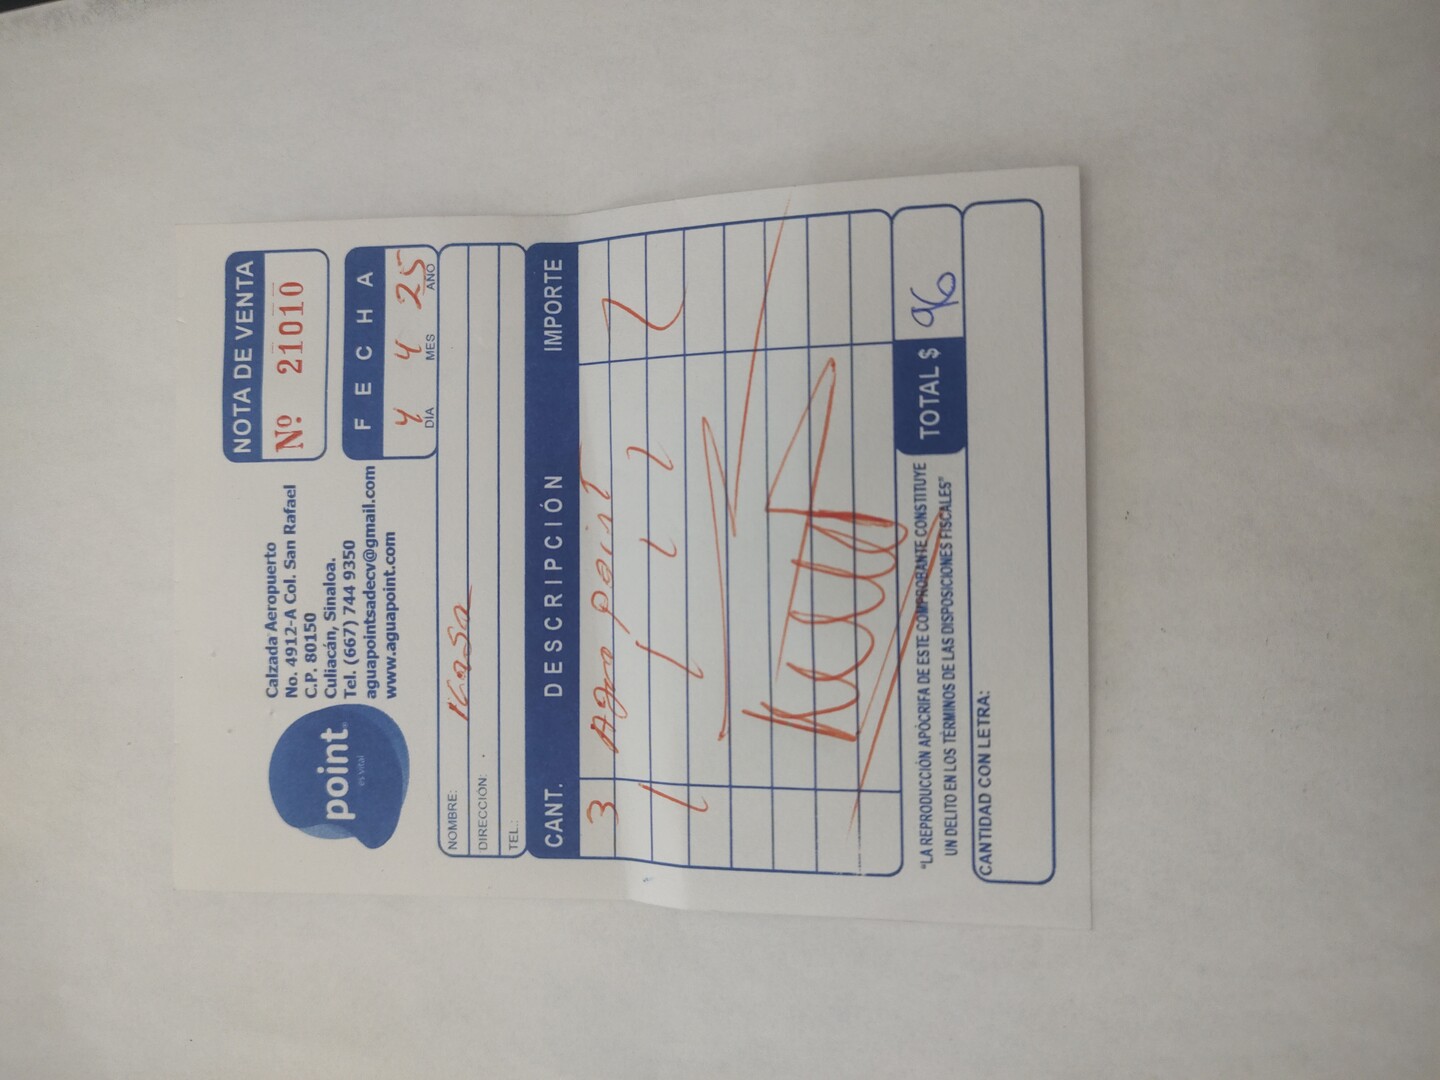 point®
es Vital
Calzada Aeropuerto
No. 4912-A Col. San Rafael
C.P. 80150
Culiacán, Sinaloa.
Tel. (667) 744 9350
aguapointsadecv@gmail.com
www.aguapoint.com
NOTA DE VENTA
Nº 21010
FECHA
4 4 25
DÍA MES AÑO
NOMBRE: Kasa
DIRECCIÓN:
TEL.:
CANT. DESCRIPCIÓN IMPORTE
3 Agua point
"LA REPRODUCCIÓN APÓCRIFA DE ESTE COMPROBANTE CONSTITUYE
UN DELITO EN LOS TÉRMINOS DE LAS DISPOSICIONES FISCALES"
TOTAL $ 96
CANTIDAD CON LETRA: